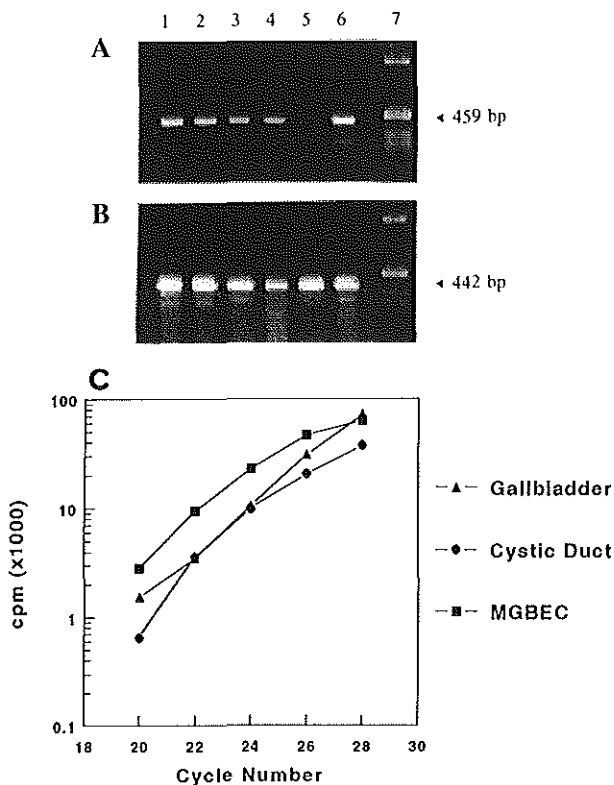 1 2 3 4 5 6 7
A
459 bp
B
442 bp
C
100
10
1
0.1
cpm (x1000)
18 20 22 24 26 28 30
Cycle Number
Gallbladder
Cystic Duct
MGBEC